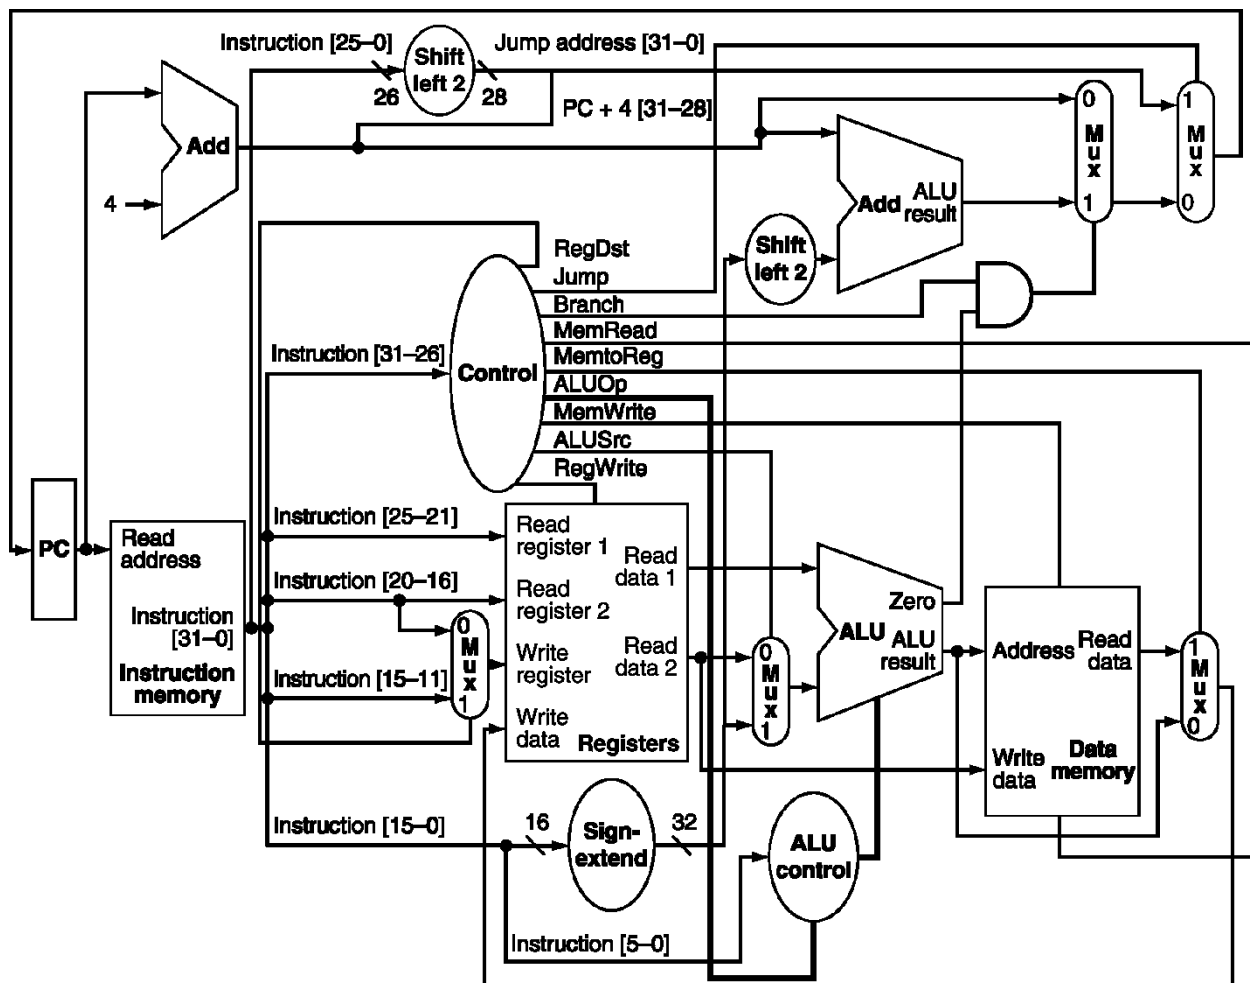 Instruction [25–0]
Shift
left 2
Jump address [31–0]
26
28
PC + 4 [31–28]
Add
4
0
M
u
x
1
1
M
u
x
0
Add
ALU
result
Shift
left 2
RegDst
Jump
Branch
MemRead
MemtoReg
ALUOp
MemWrite
ALUSrc
RegWrite
Instruction [31–26]
Control
PC
Read
address
Instruction
[31–0]
Instruction
memory
Instruction [25–21]
Instruction [20–16]
Instruction [15–11]
0
M
u
x
1
Read
register 1
Read
register 2
Write
register
Write
data
Read
data 1
Read
data 2
Registers
0
M
u
x
1
Zero
ALU
ALU
result
Address
Read
data
Write
data
Data
memory
1
M
u
x
0
Instruction [15–0]
16
Sign-
extend
32
ALU
control
Instruction [5–0]